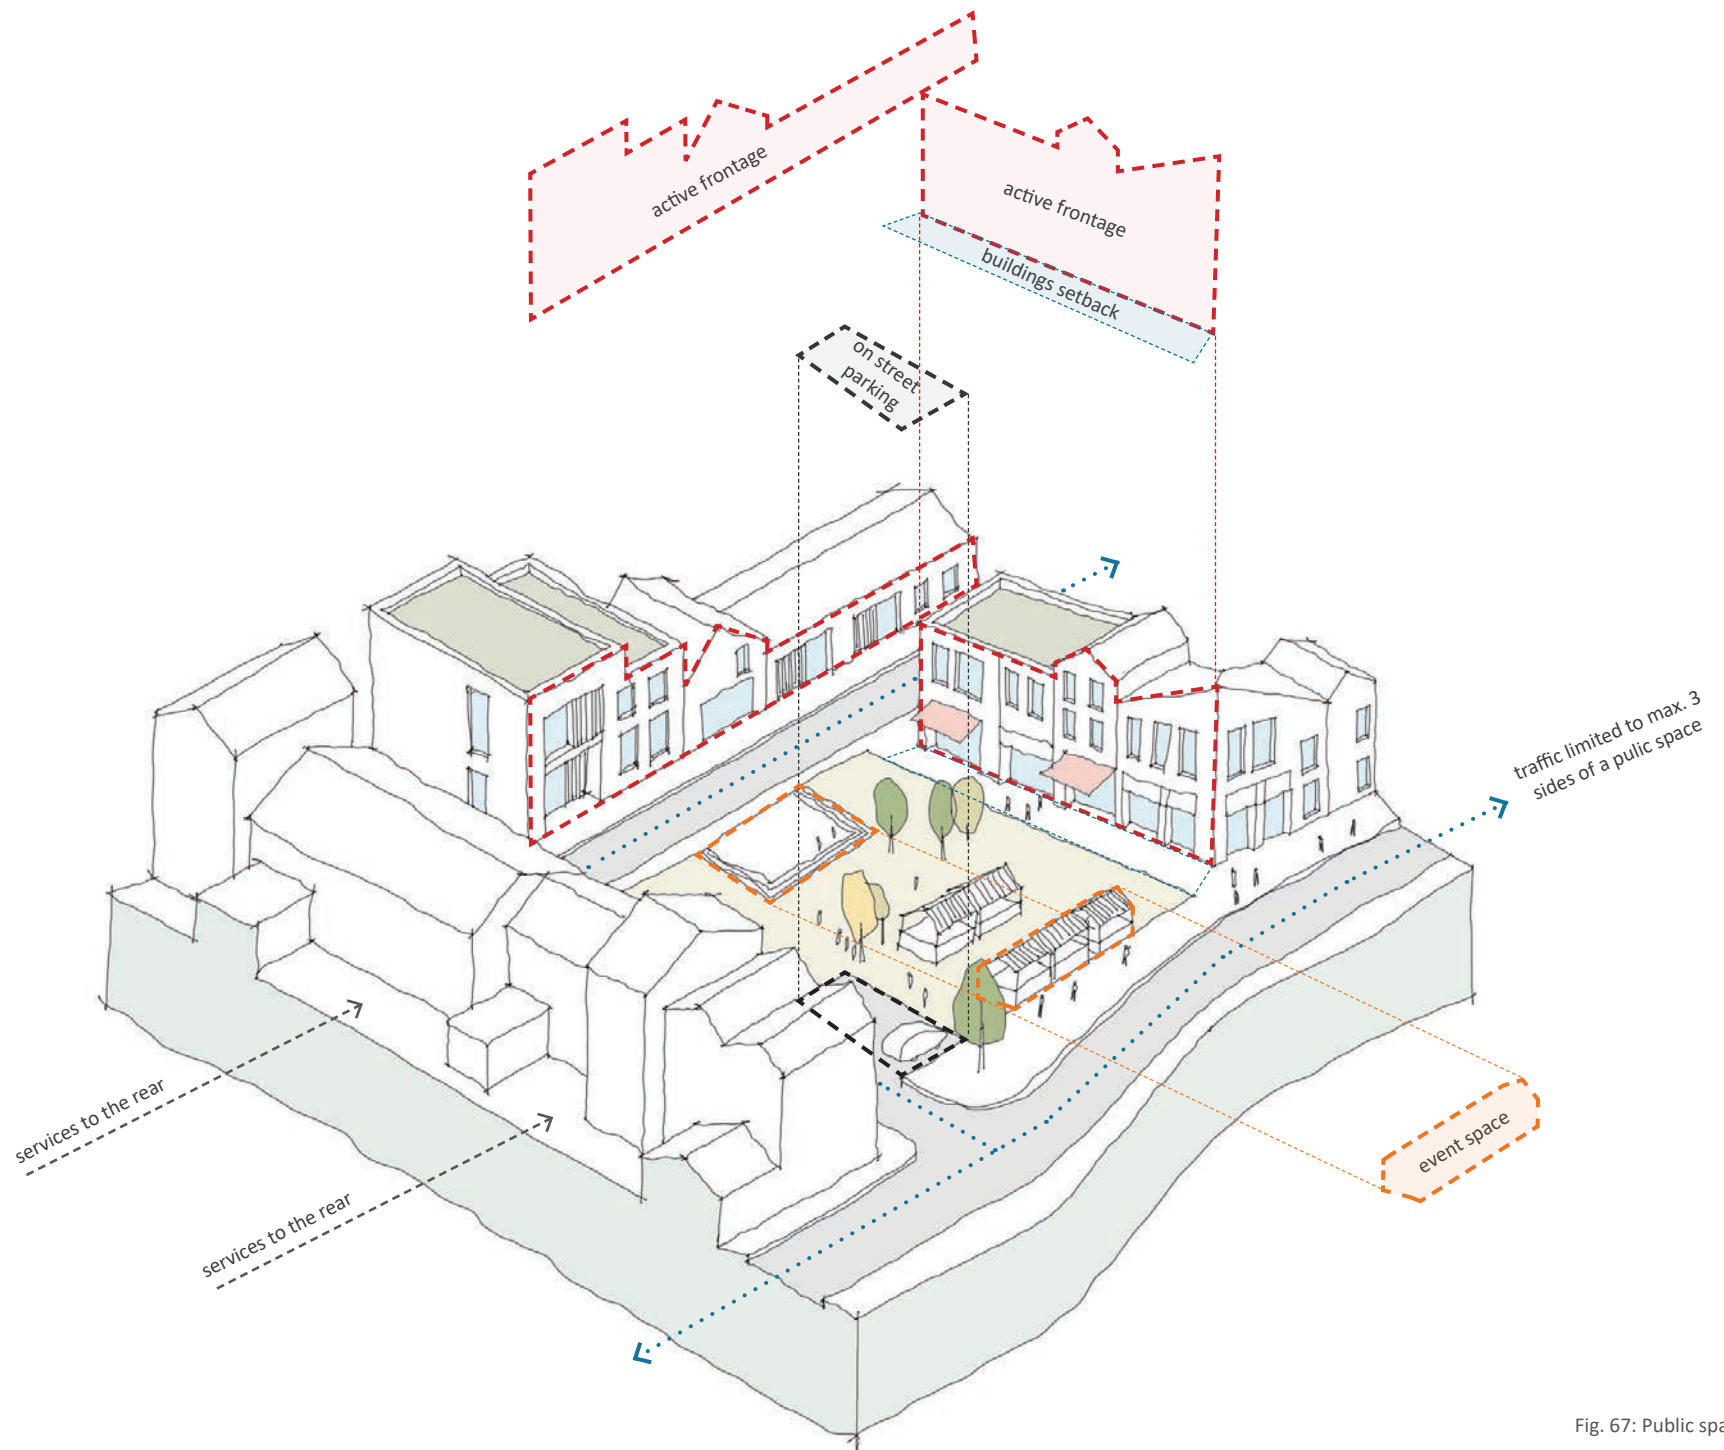 active frontage
active frontage
buildings setback
on street
parking
traffic limited to max. 3
sides of a pulic space
services to the rear
services to the rear
event space
Fig. 67: Public spa